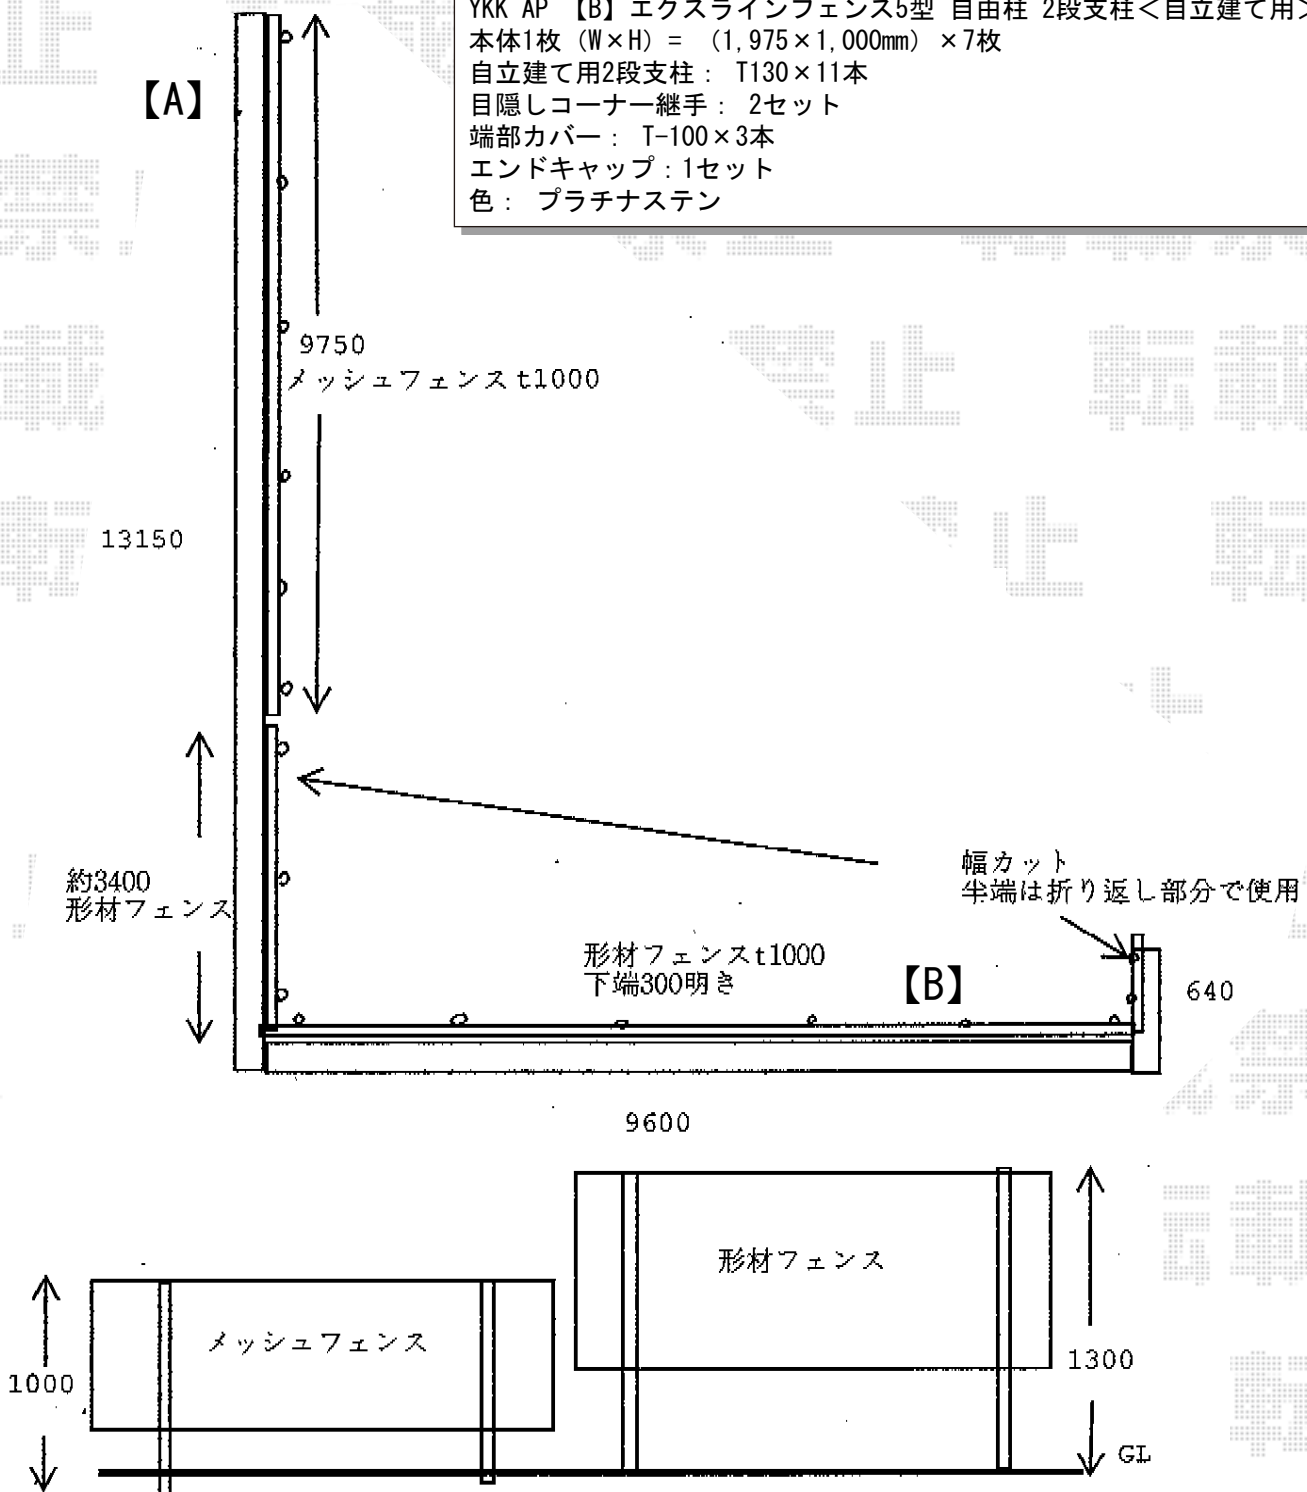 YKK AP 【B】エクスラインフェンス5型 自由柱 2段支柱<自立建て用>
本体1枚 (W×H) = (1,975×1,000mm) ×7枚
自立建て用2段支柱： T130×11本
目隠しコーナー継手： 2セット
端部カバー： T-100×3本
エンドキャップ：1セット
色： プラチナステン
【A】
9750
メッシュフェンスt1000
13150
約3400
形材フェンス
幅カット
半端は折り返し部分で使用
形材フェンスt1000
下端300明き
【B】
640
9600
形材フェンス
メッシュフェンス
1000
1300
GL